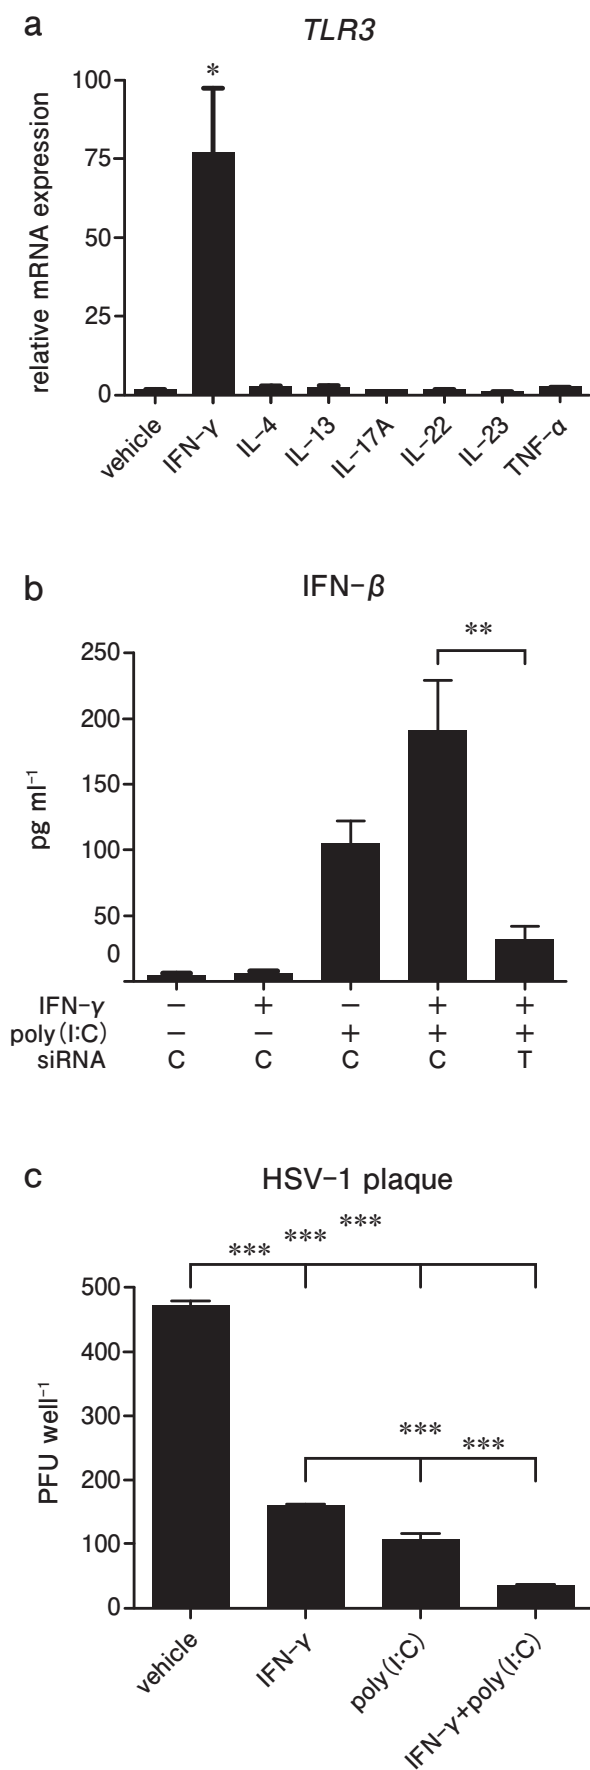 a
TLR3
relative mRNA expression
*
100
75
50
25
0
vehicle
IFN-γ
IL-4
IL-13
IL-17A
IL-22
IL-23
TNF-α
b
IFN-β
pg ml⁻¹
**
250
200
150
100
50
0
IFN-γ − + − + +
poly(I:C) − − + + +
siRNA C C C C T
c
HSV-1 plaque
PFU well⁻¹
*** *** ***
500
400
300
200
100
0
*** ***
vehicle
IFN-γ
poly(I:C)
IFN-γ+poly(I:C)